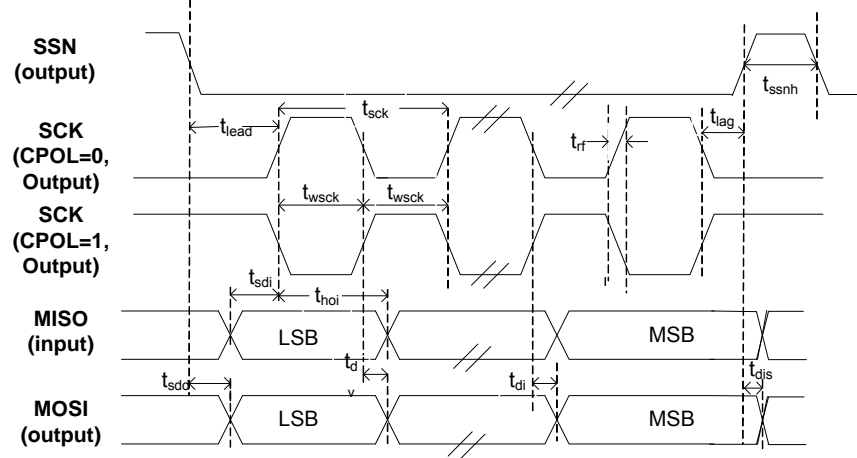 SSN
(output)
t_ssnh
t_sck
t_lead
t_lag
SCK
(CPOL=0,
Output)
t_rf
t_wsck
t_wsck
SCK
(CPOL=1,
Output)
t_sdi
t_hoi
MISO
(input)
LSB
MSB
t_sdo
t_d
v
t_di
t_dis
MOSI
(output)
LSB
MSB